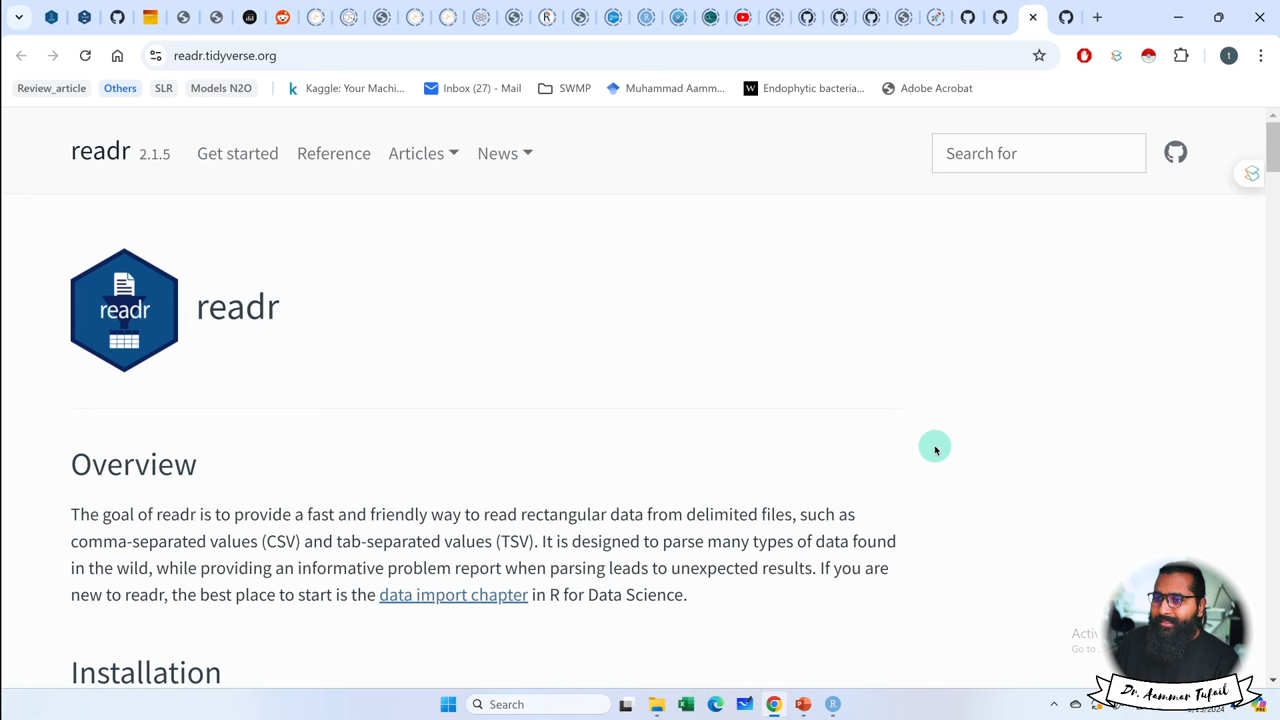 readr.tidyverse.org
Review_article
Others
SLR
Models N2O
Kaggle: Your Machi...
Inbox (27) - Mail
SWMP
Muhammad Aamm...
Endophytic bacteria...
Adobe Acrobat
readr 2.1.5
Get started
Reference
Articles
News
Search for
readr
readr
Overview
The goal of readr is to provide a fast and friendly way to read rectangular data from delimited files, such as
comma-separated values (CSV) and tab-separated values (TSV). It is designed to parse many types of data found
in the wild, while providing an informative problem report when parsing leads to unexpected results. If you are
new to readr, the best place to start is the data import chapter in R for Data Science.
Installation
Go to
Dr. Aammar Tufail
Search